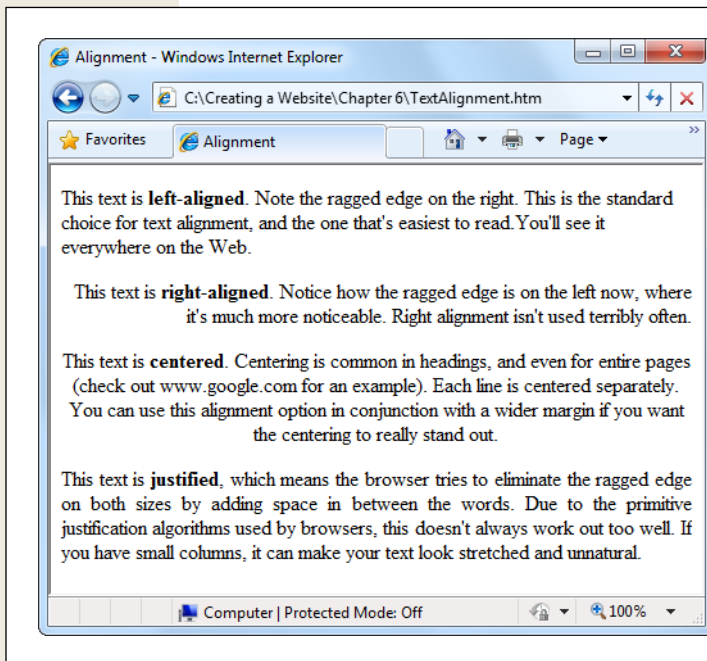 Alignment - Windows Internet Explorer
C:\Creating a Website\Chapter 6\TextAlignment.htm
Favorites Alignment Page
This text is left-aligned. Note the ragged edge on the right. This is the standard
choice for text alignment, and the one that's easiest to read.You'll see it
everywhere on the Web.
This text is right-aligned. Notice how the ragged edge is on the left now, where
it's much more noticeable. Right alignment isn't used terribly often.
This text is centered. Centering is common in headings, and even for entire pages
(check out www.google.com for an example). Each line is centered separately.
You can use this alignment option in conjunction with a wider margin if you want
the centering to really stand out.
This text is justified, which means the browser tries to eliminate the ragged edge
on both sizes by adding space in between the words. Due to the primitive
justification algorithms used by browsers, this doesn't always work out too well. If
you have small columns, it can make your text look stretched and unnatural.
Computer | Protected Mode: Off 100%